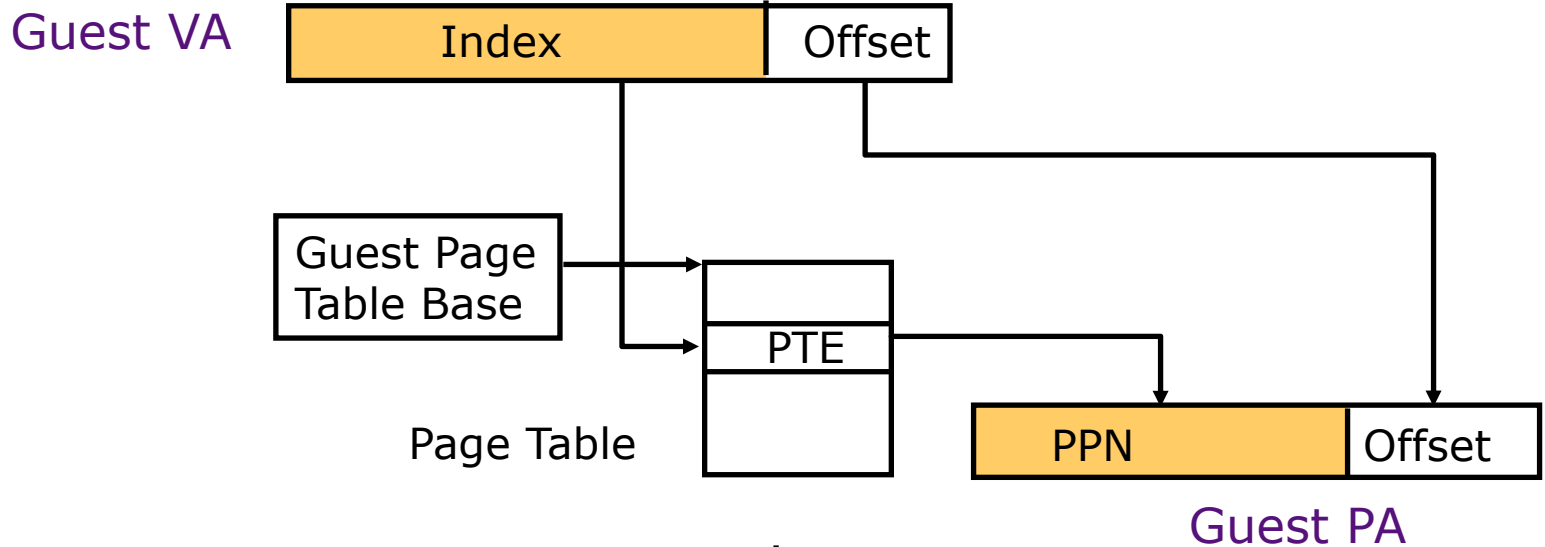 Guest VA
Index
Offset
Guest Page
Table Base
PTE
Page Table
PPN
Offset
Guest PA